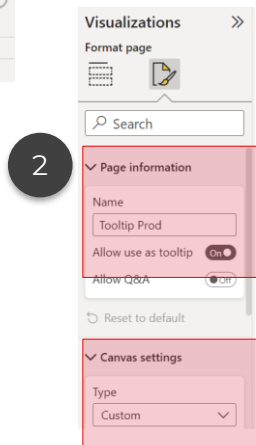 Visualizations
Format page
Search
2
Page information
Name
Tooltip Prod
Allow use as tooltip On
Allow Q&A Off
Reset to default
Canvas settings
Type
Custom